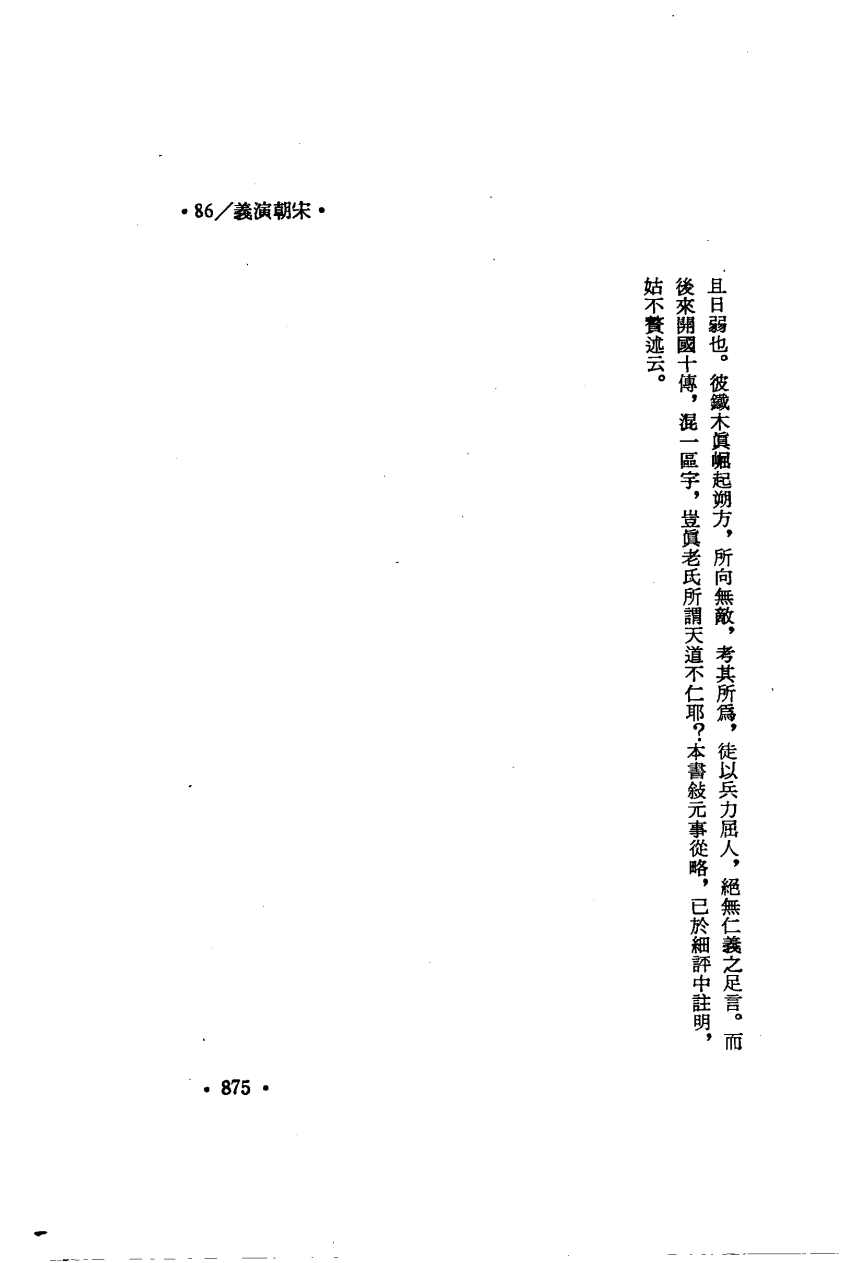 •86／義演朝宋•
且日弱也。彼鐵木眞崛起朔方，所向無敵，考其所爲，徒以兵力屈人，絕無仁義之足言。而
後來開國十傳，混一區宇，豈眞老氏所謂天道不仁耶？本書敍元事從略，已於細評中註明，
姑不贅述云。
• 875 •